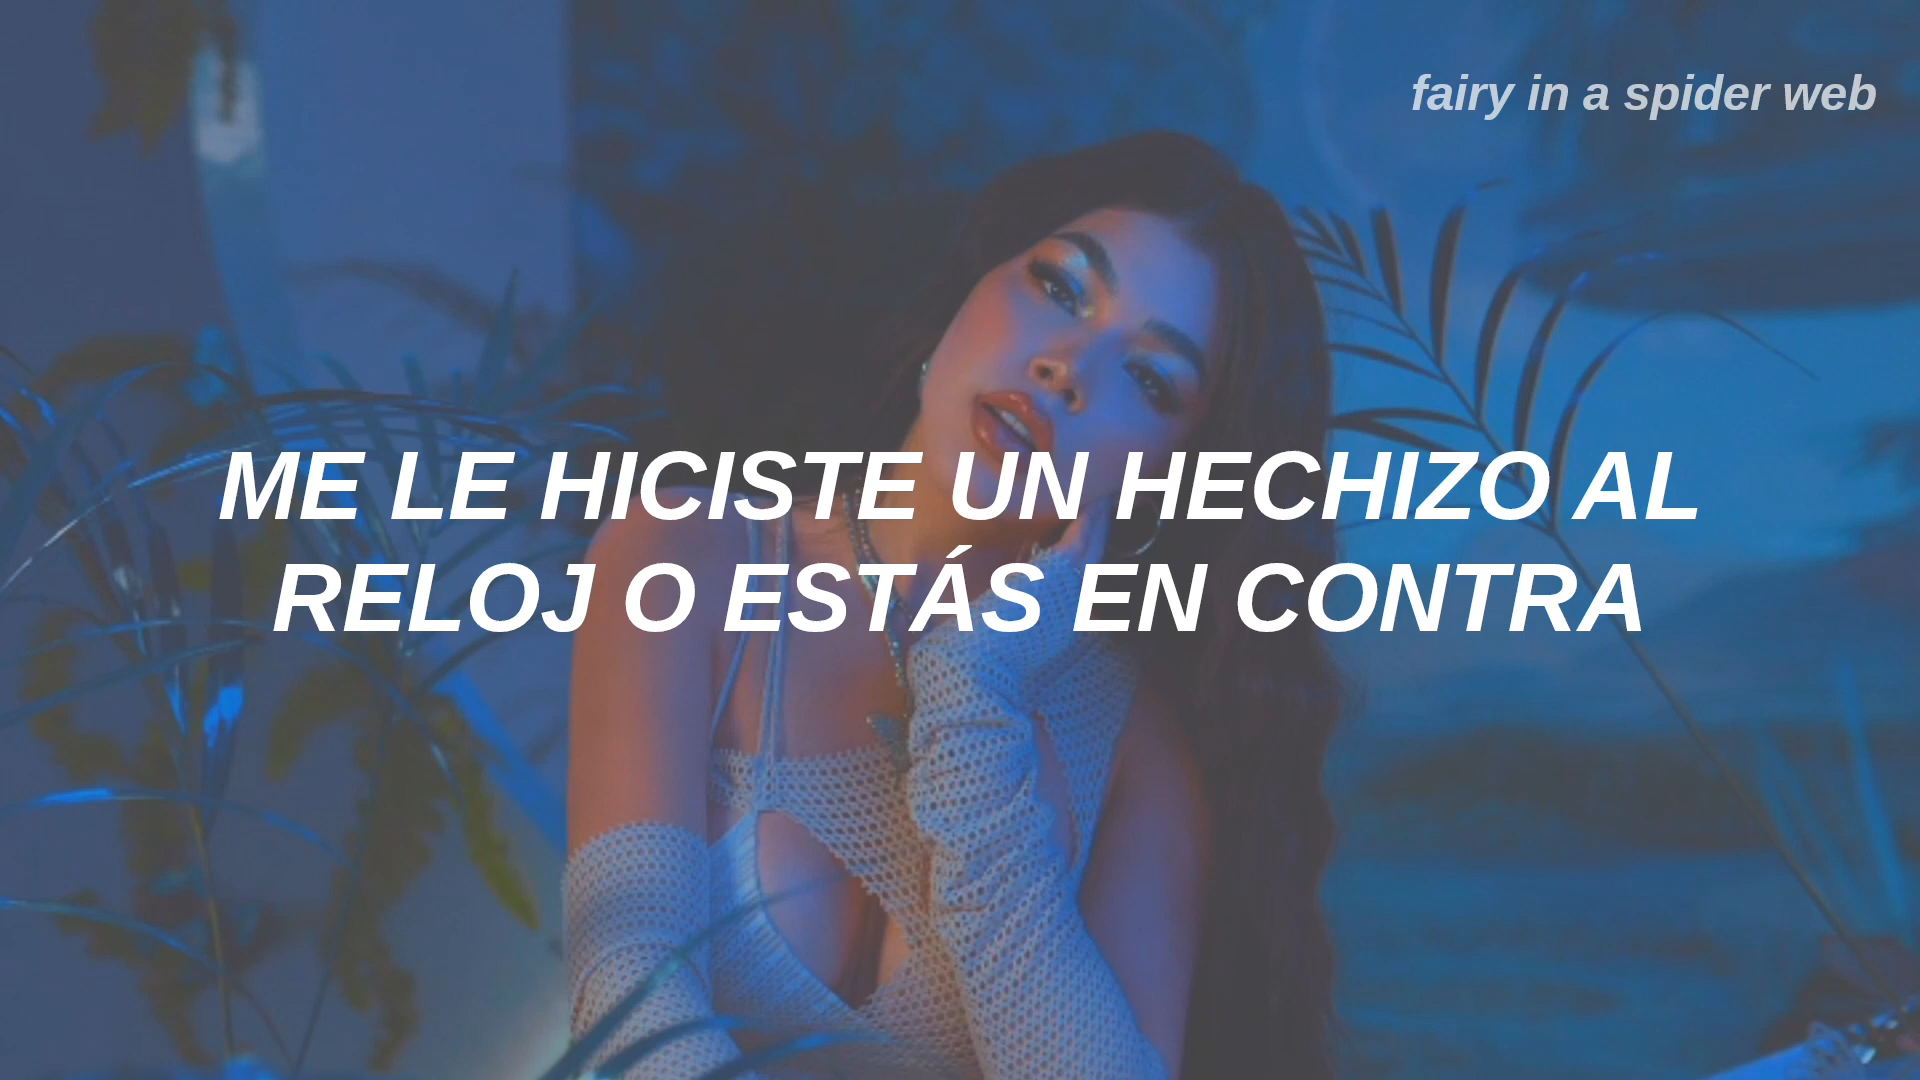 fairy in a spider web
ME LE HICISTE UN HECHIZO AL
RELOJ O ESTÁS EN CONTRA